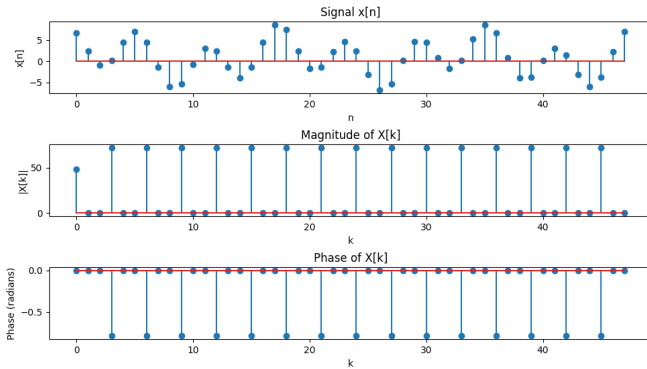 Signal x[n]
x[n]
5
0
−5
0
10
20
30
40
n
Magnitude of X[k]
|X[k]|
50
0
0
10
20
30
40
k
Phase of X[k]
Phase (radians)
0.0
−0.5
0
10
20
30
40
k